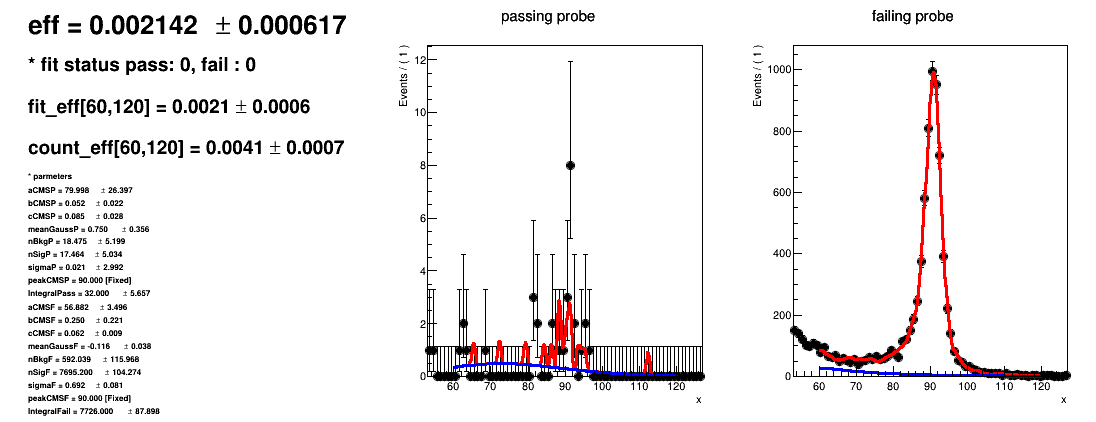 eff = 0.002142 ± 0.000617
* fit status pass: 0, fail : 0
fit_eff[60,120] = 0.0021 ± 0.0006
count_eff[60,120] = 0.0041 ± 0.0007
* parmeters
aCMSP = 79.998 ± 26.397
bCMSP = 0.052 ± 0.022
cCMSP = 0.085 ± 0.028
meanGaussP = 0.750 ± 0.356
nBkgP = 18.475 ± 5.199
nSigP = 17.464 ± 5.034
sigmaP = 0.021 ± 2.992
peakCMSP = 90.000 [Fixed]
IntegralPass = 32.000 ± 5.657
aCMSF = 56.882 ± 3.496
bCMSF = 0.250 ± 0.221
cCMSF = 0.062 ± 0.009
meanGaussF = -0.116 ± 0.038
nBkgF = 592.039 ± 115.968
nSigF = 7695.200 ± 104.274
sigmaF = 0.692 ± 0.081
peakCMSF = 90.000 [Fixed]
IntegralFail = 7726.000 ± 87.898
passing probe
Events / ( 1 )
12
10
8
6
4
2
0
60 70 80 90 100 110 120
x
failing probe
Events / ( 1 )
1000
800
600
400
200
0
60 70 80 90 100 110 120
x